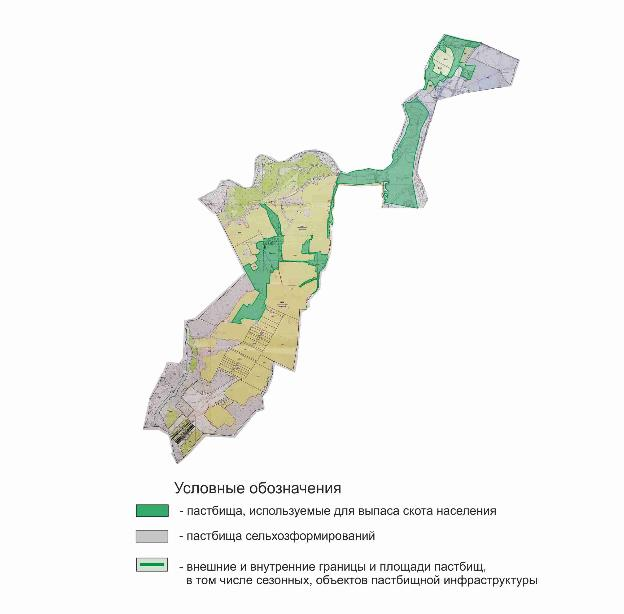 Условные обозначения
- пастбища, используемые для выпаса скота населения
- пастбища сельхозформирований
- внешние и внутренние границы и площади пастбищ,
в том числе сезонных, объектов пастбищной инфраструктуры